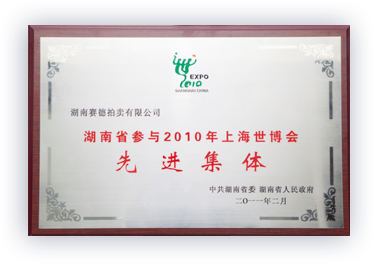 EXPO
2010
SHANGHAI CHINA
湖南赛德拍卖有限公司
湖南省参与2010年上海世博会
先进集体
中共湖南省委 湖南省人民政府
二〇一一年二月